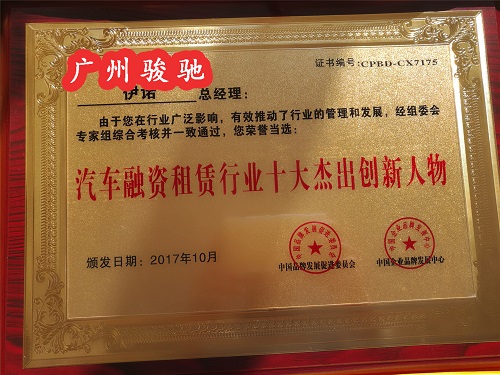 广州骏驰
证书编号:CPBD-CX7175
伊诺 总经理:
由于您在行业广泛影响,有效推动了行业的管理和发展,经组委会
专家组综合考核并一致通过,您荣誉当选:
汽车融资租赁行业十大杰出创新人物
颁发日期:2017年10月
中国品牌发展促进委员会
中国企业品牌发展中心